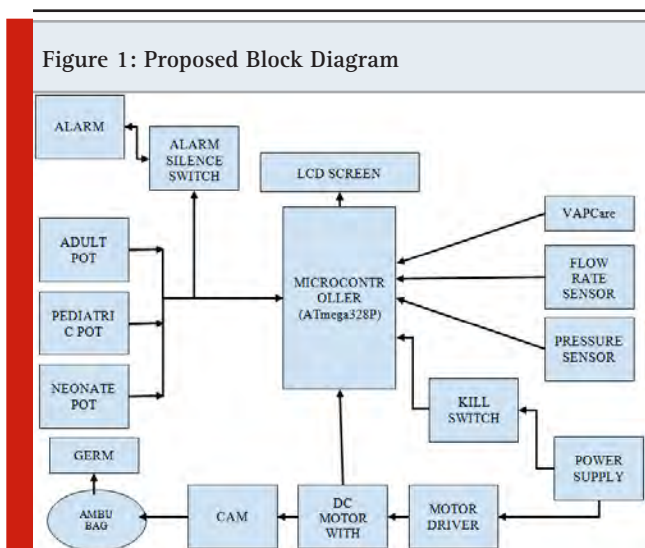 Figure 1: Proposed Block Diagram
ALARM
ALARM
SILENCE
SWITCH
LCD SCREEN
VAPCare
ADULT
POT
MICROCONTR
OLLER
(ATmega328P)
FLOW
RATE
SENSOR
PEDIATRI
C POT
PRESSURE
SENSOR
NEONATE
POT
KILL
SWITCH
GERM
POWER
SUPPLY
AMBU
BAG
CAM
DC
MOTOR
WITH
MOTOR
DRIVER